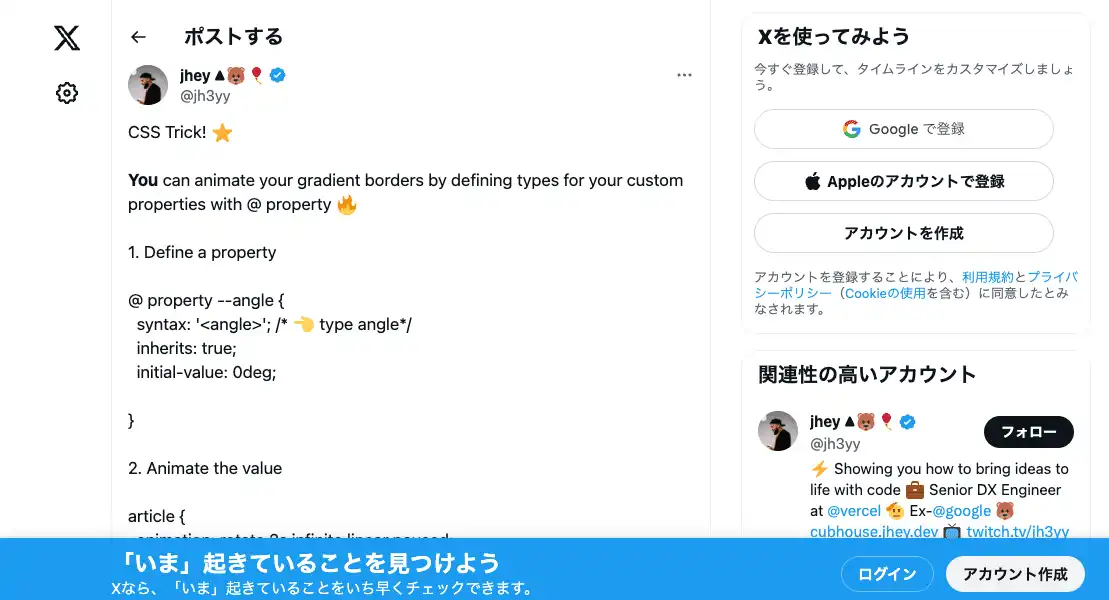 ポストする
jhey ▲🐻🎈
@jh3yy
CSS Trick! ⭐
You can animate your gradient borders by defining types for your custom
properties with @ property 🔥
1. Define a property
@ property --angle {
syntax: '<angle>'; /* 👈 type angle*/
inherits: true;
initial-value: 0deg;
}
2. Animate the value
article {
Xを使ってみよう
今すぐ登録して、タイムラインをカスタマイズしましょ
う。
Google で登録
Appleのアカウントで登録
アカウントを作成
アカウントを登録することにより、利用規約とプライバ
シーポリシー（Cookieの使用を含む）に同意したとみ
なされます。
関連性の高いアカウント
jhey ▲🐻🎈
@jh3yy
フォロー
⚡ Showing you how to bring ideas to
life with code 💼 Senior DX Engineer
at @vercel 🫡 Ex-@google 🐻
cubhouse.jhey.dev 📺 twitch.tv/jh3yy
「いま」起きていることを見つけよう
Xなら、「いま」起きていることをいち早くチェックできます。
ログイン
アカウント作成